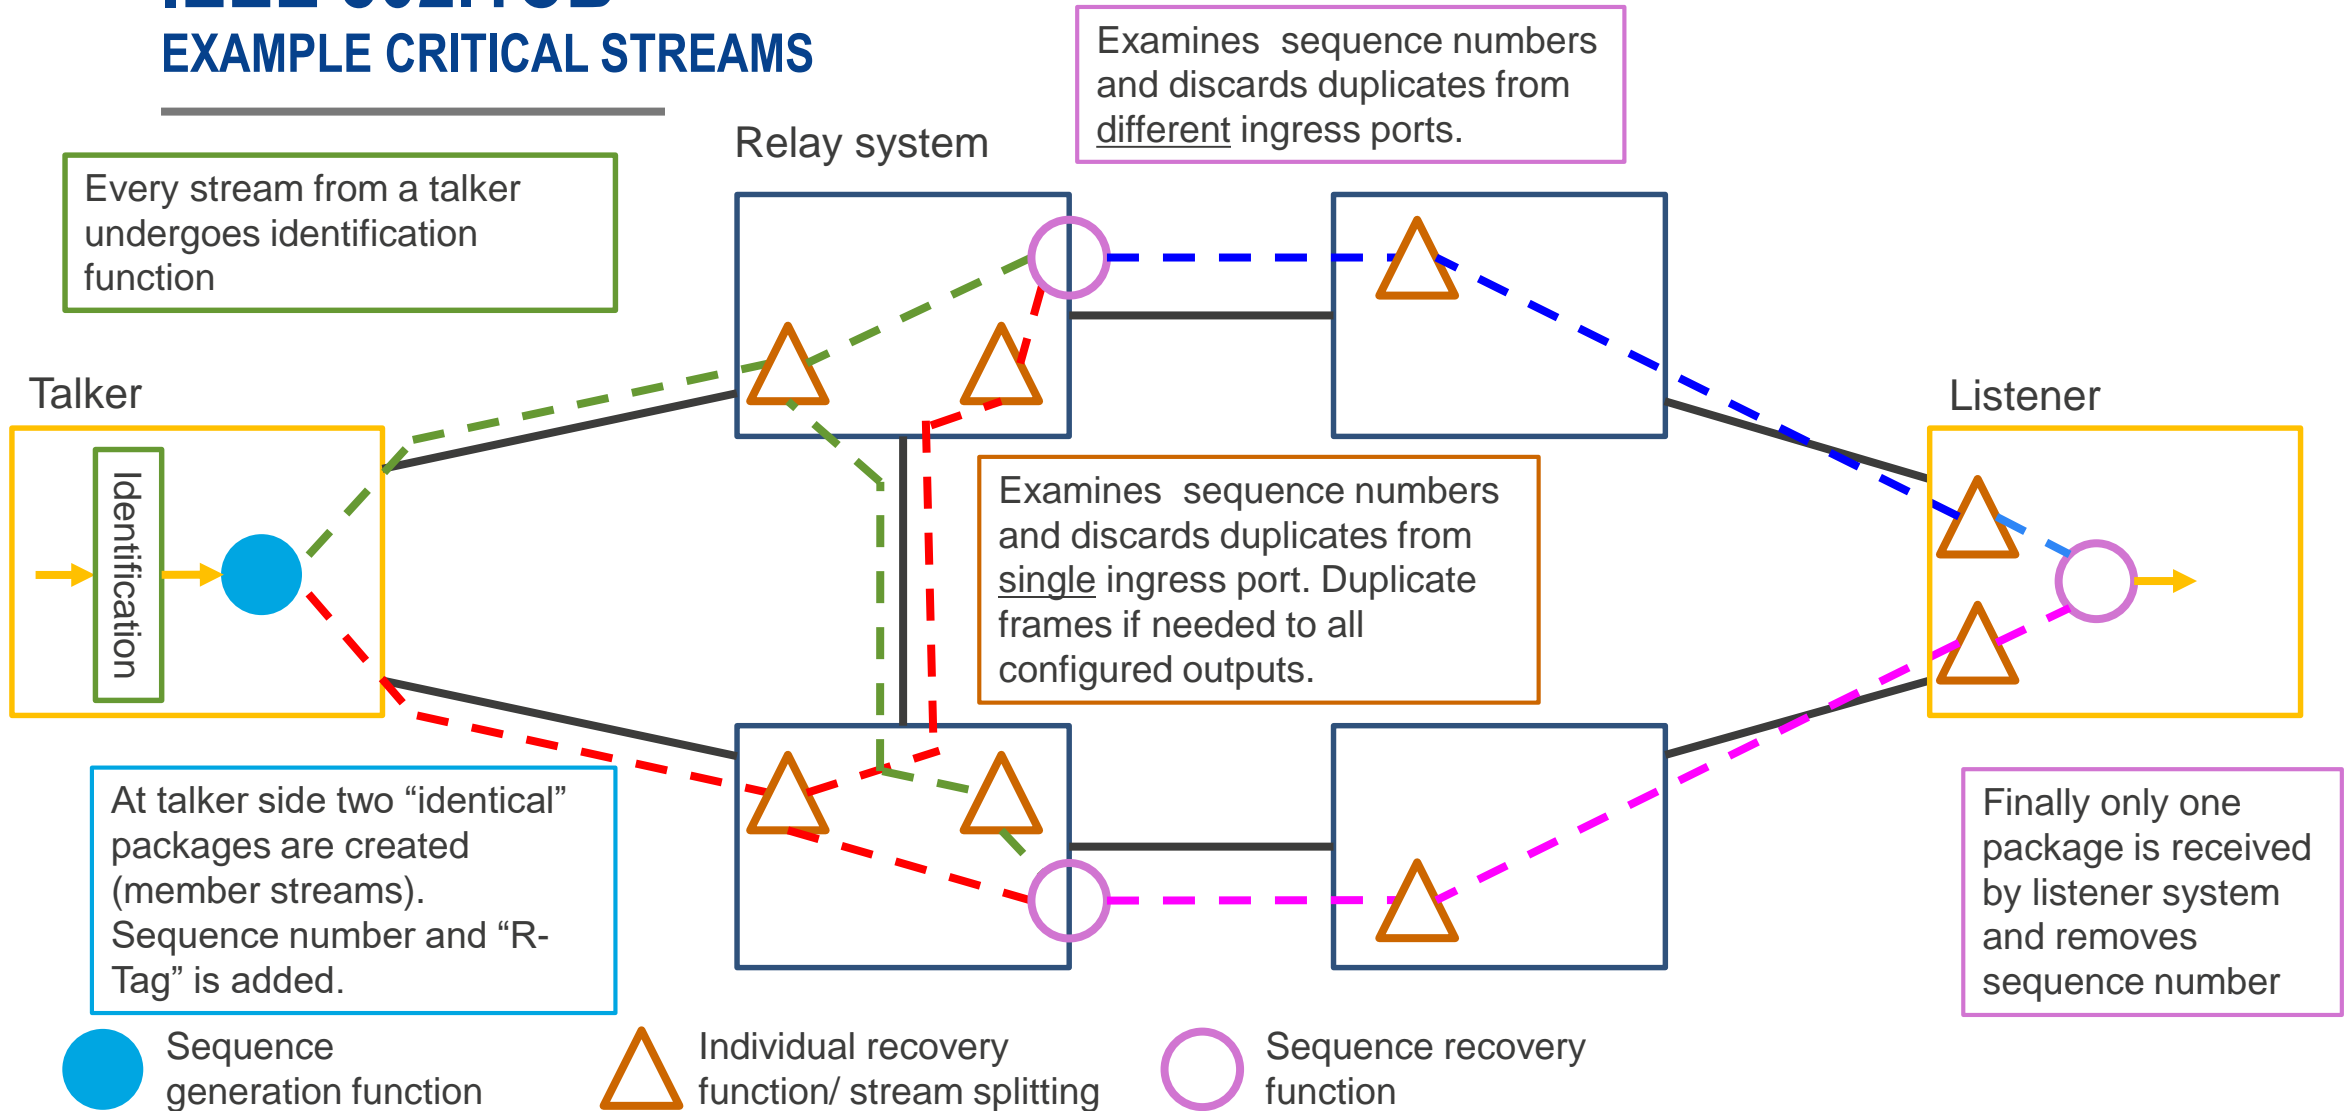 EXAMPLE CRITICAL STREAMS
Examines sequence numbers
and discards duplicates from
different ingress ports.
Relay system
Every stream from a talker
undergoes identification
function
Talker
Identification
Listener
Examines sequence numbers
and discards duplicates from
single ingress port. Duplicate
frames if needed to all
configured outputs.
At talker side two “identical”
packages are created
(member streams).
Sequence number and “R-
Tag” is added.
Finally only one
package is received
by listener system
and removes
sequence number
Sequence
generation function
Individual recovery
function/ stream splitting
Sequence recovery
function